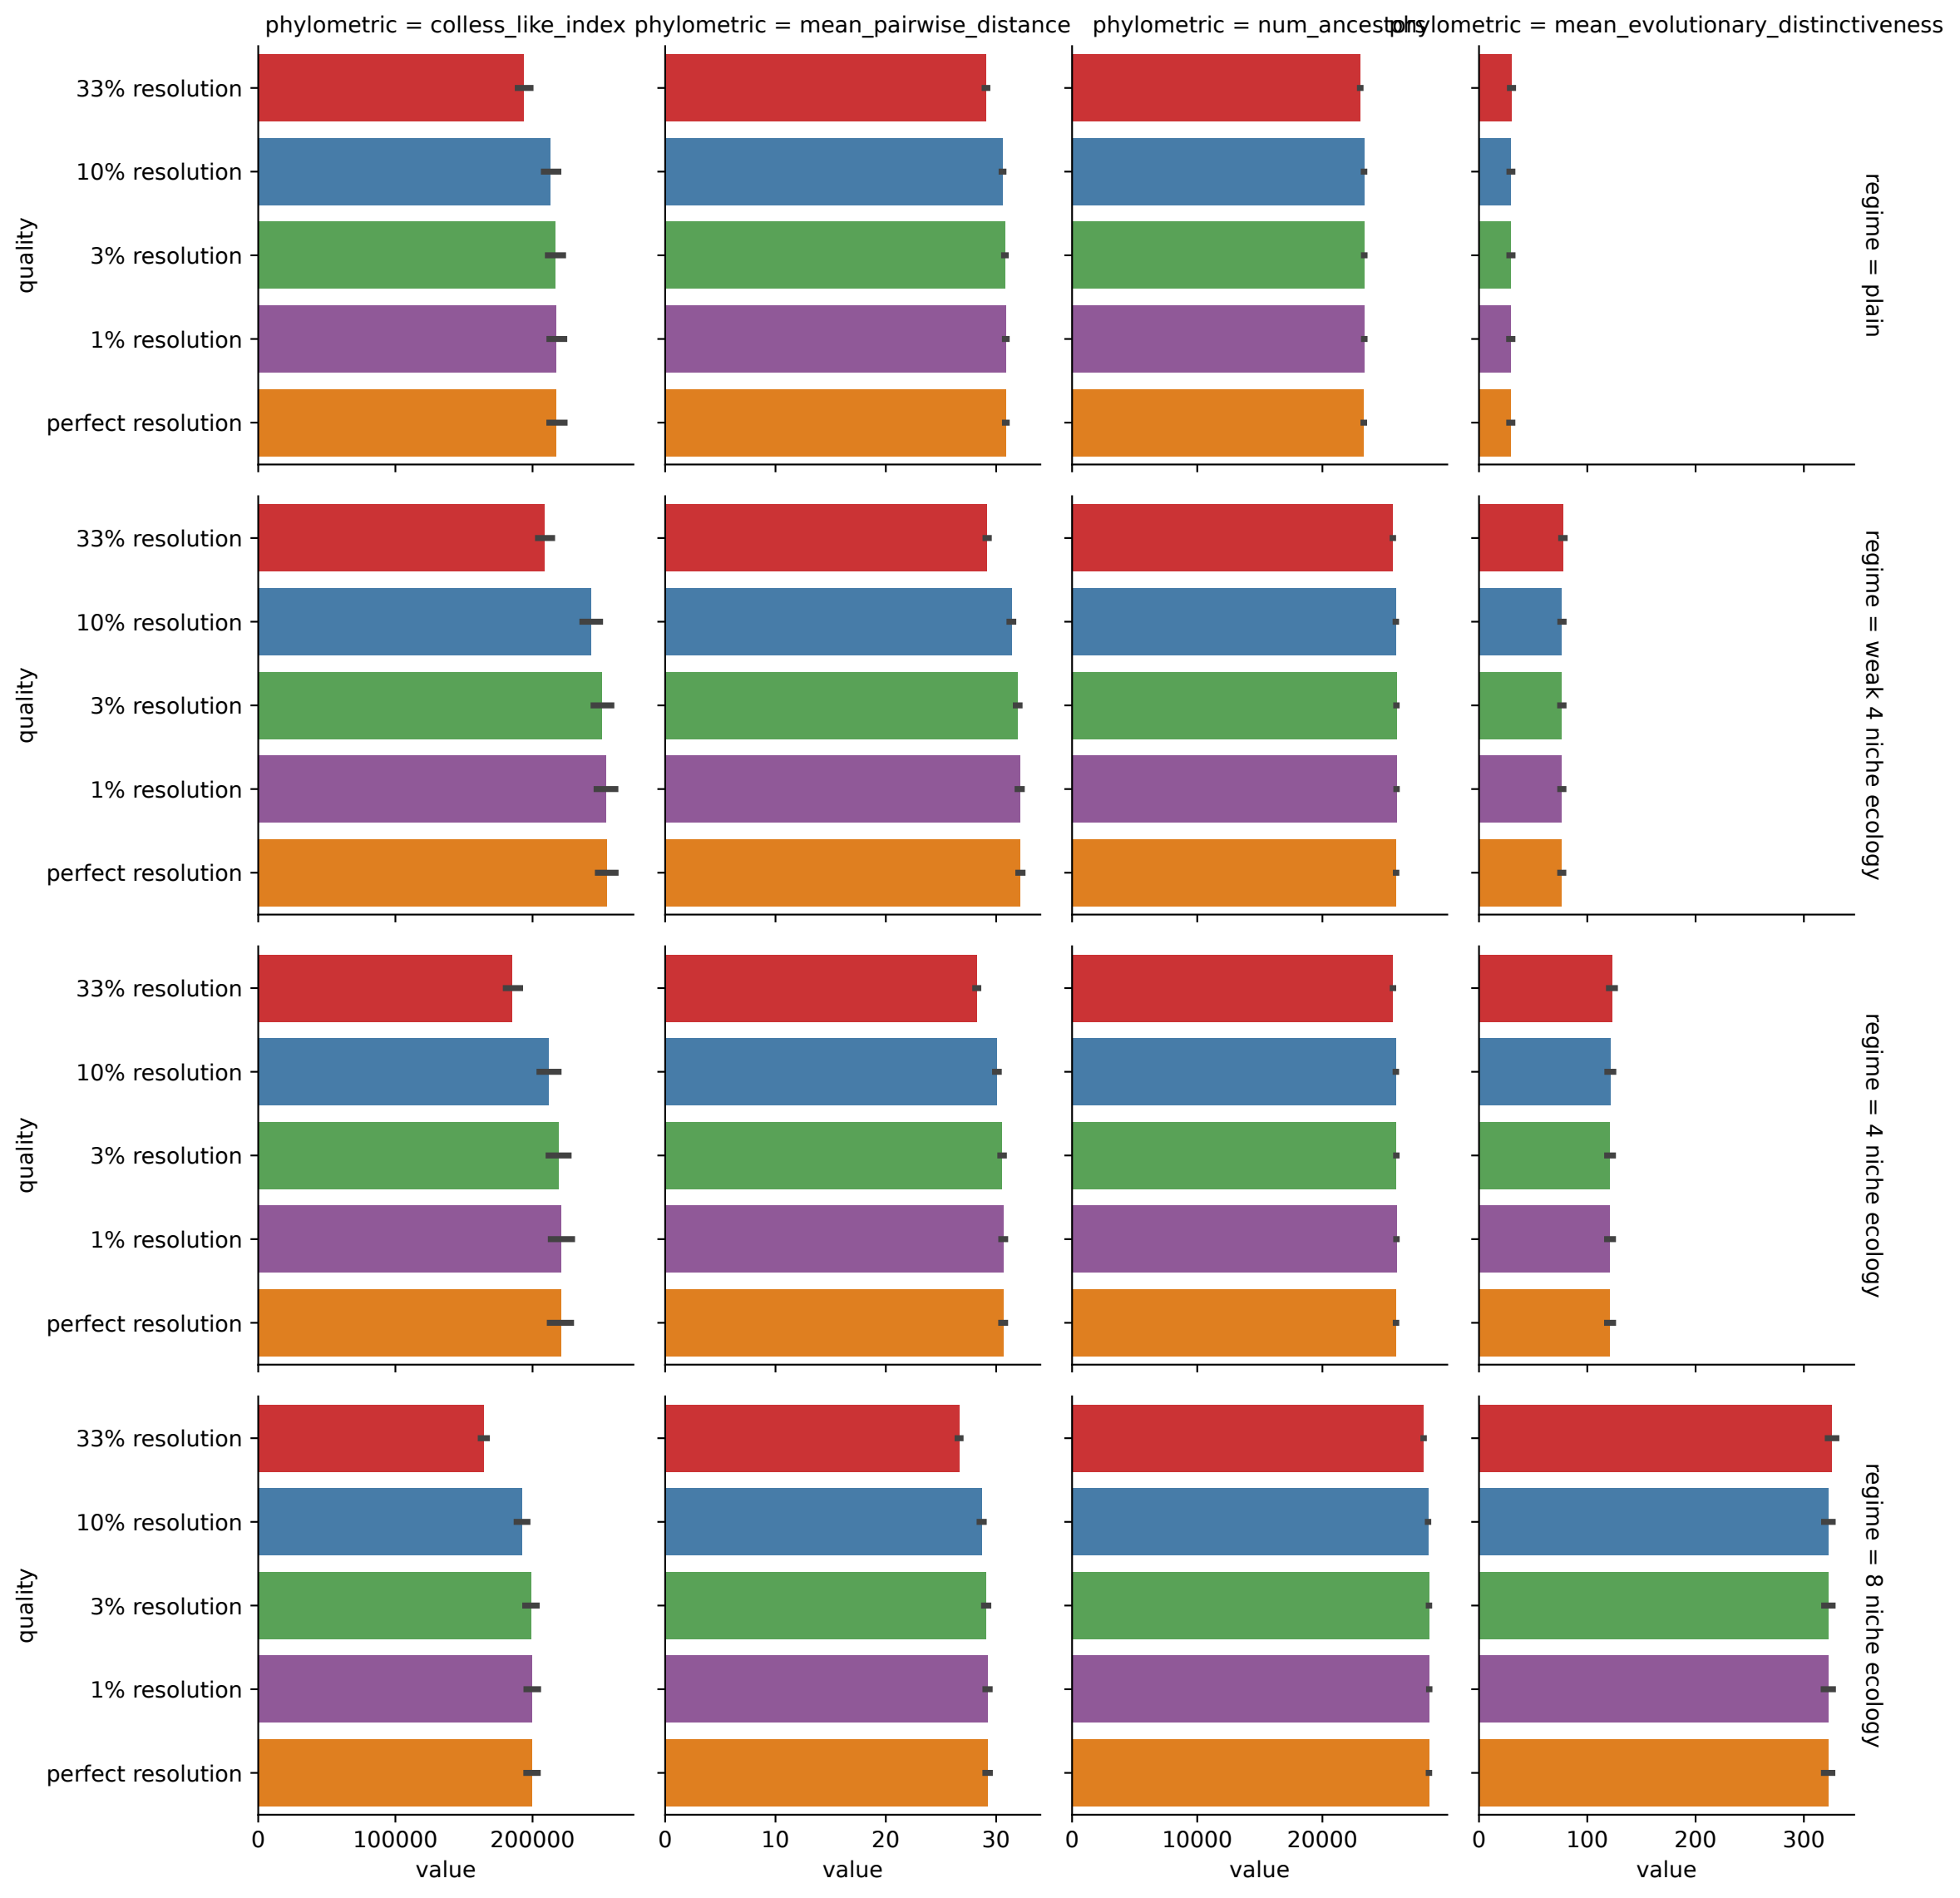 phylometric = colless_like_index
phylometric = mean_pairwise_distance
phylometric = num_ancestors
phylometric = mean_evolutionary_distinctiveness
quality
33% resolution
10% resolution
3% resolution
1% resolution
perfect resolution
regime = plain
quality
33% resolution
10% resolution
3% resolution
1% resolution
perfect resolution
regime = weak 4 niche ecology
quality
33% resolution
10% resolution
3% resolution
1% resolution
perfect resolution
regime = 4 niche ecology
quality
33% resolution
10% resolution
3% resolution
1% resolution
perfect resolution
regime = 8 niche ecology
0 100000 200000
0 10 20 30
0 10000 20000
0 100 200 300
value
value
value
value